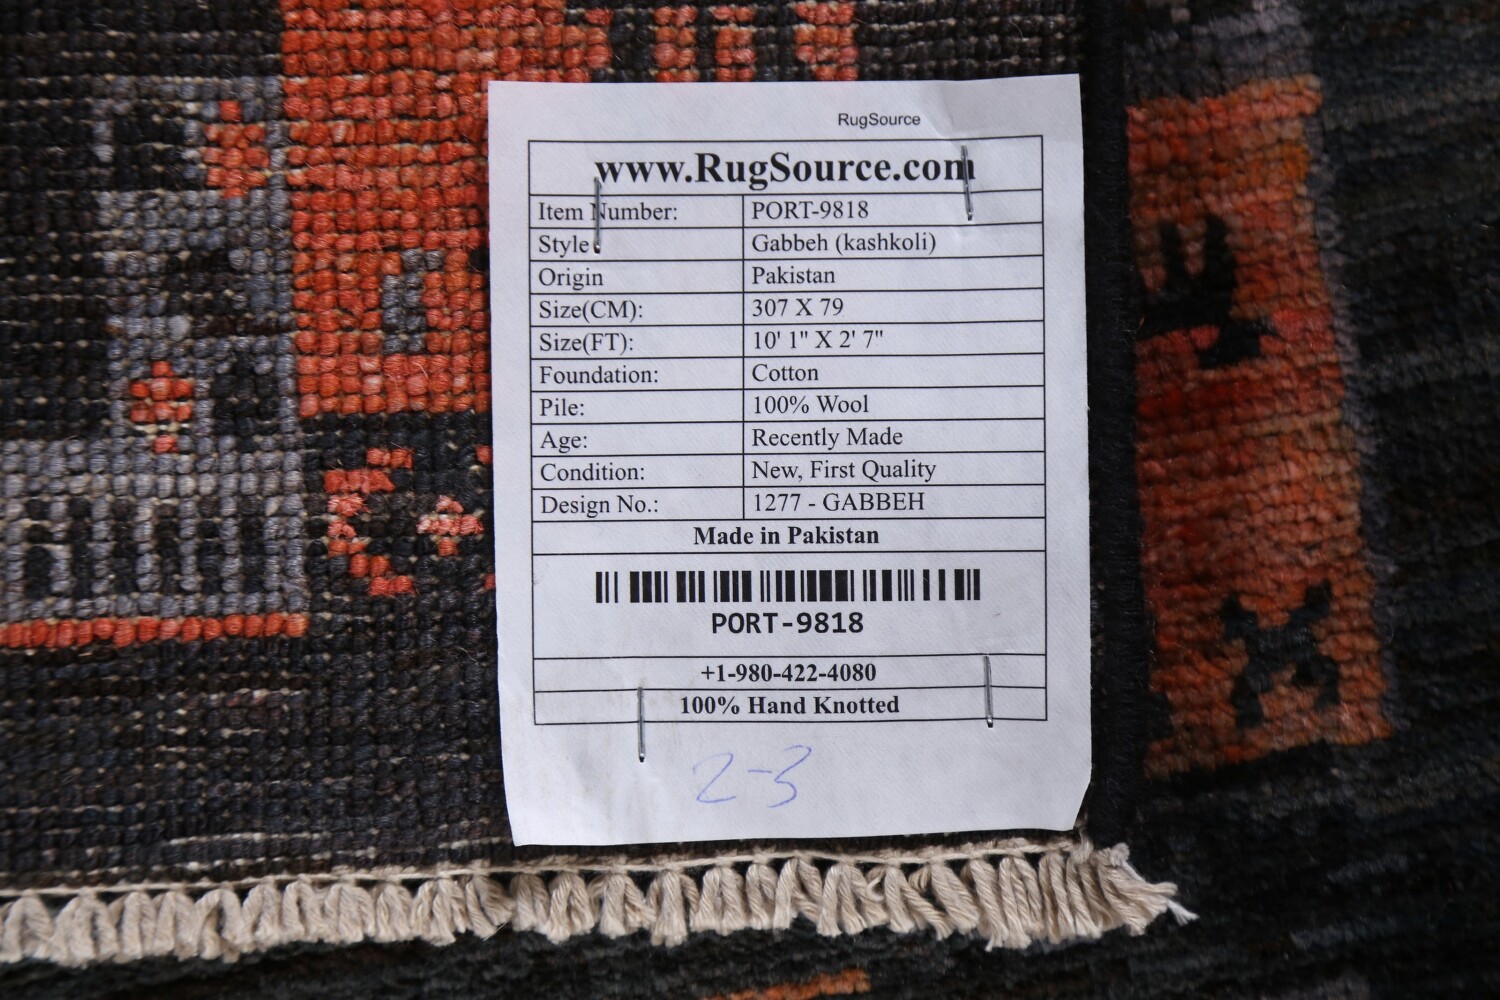 RugSource
www.RugSource.com
Item Number: PORT-9818
Style: Gabbeh (kashkoli)
Origin Pakistan
Size(CM): 307 X 79
Size(FT): 10' 1" X 2' 7"
Foundation: Cotton
Pile: 100% Wool
Age: Recently Made
Condition: New, First Quality
Design No.: 1277 - GABBEH
Made in Pakistan
PORT-9818
+1-980-422-4080
100% Hand Knotted
2-3